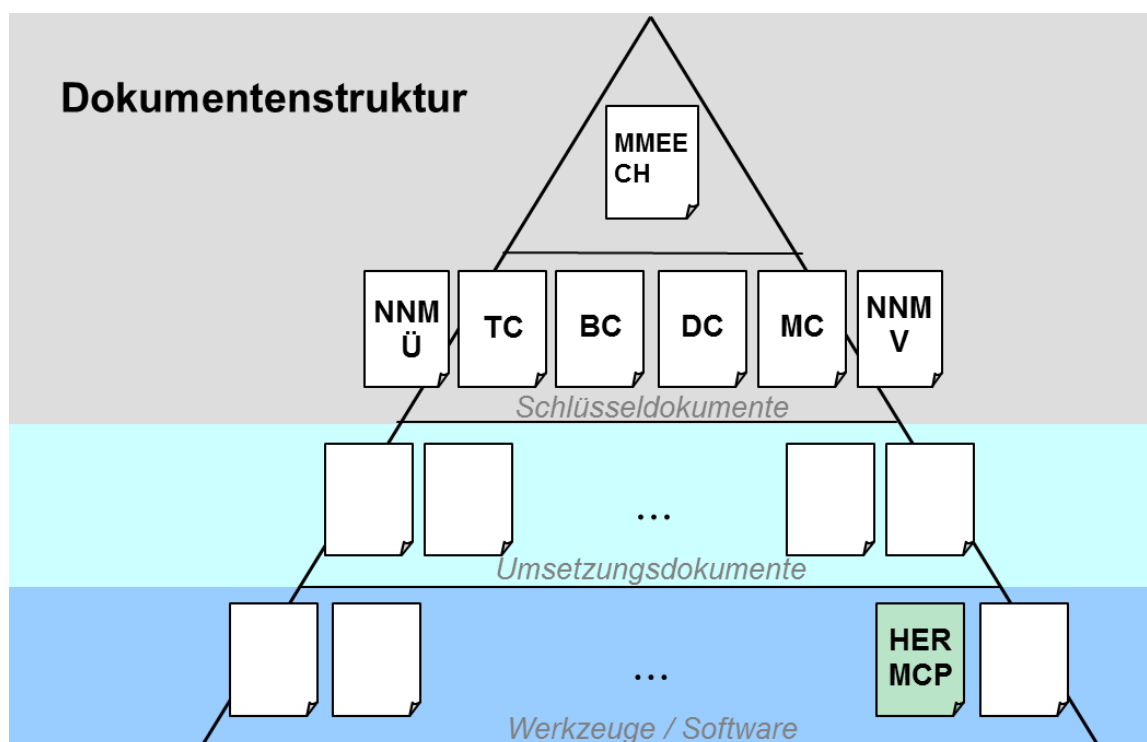 Dokumentenstruktur
MMEE
CH
NNM
Ü
TC
BC
DC
MC
NNM
V
Schlüsseldokumente
...
Umsetzungsdokumente
...
HER
MCP
Werkzeuge / Software